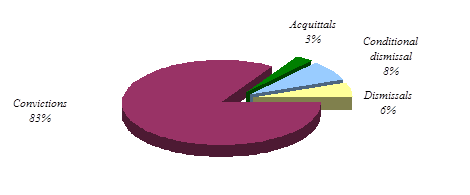 Acquittals
3%
Conditional
dismissal
8%
Dismissals
6%
Convictions
83%